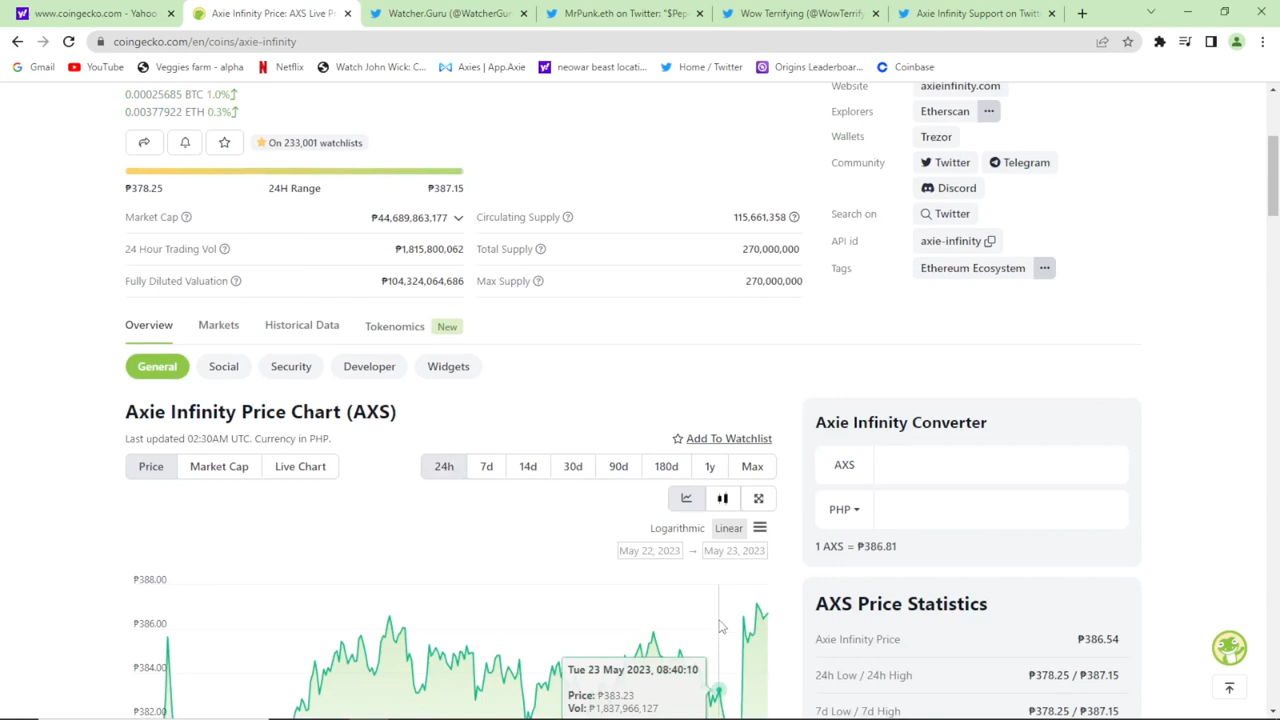 www.coingecko.com - Yahoo
Axie Infinity Price: AXS Live Pr
Watcher.Guru (@WatcherGur
MrPunk.eth on Twitter: "$Pep
Wow Terrifying (@WowTerrify
Axie Infinity Support on Twitt
coingecko.com/en/coins/axie-infinity
Gmail
YouTube
Veggies farm - alpha
Netflix
Watch John Wick: C...
Axies | App.Axie
neowar beast locati...
Home / Twitter
Origins Leaderboar...
Coinbase
0.00025685 BTC 1.0%
0.00377922 ETH 0.3%
On 233,001 watchlists
₱378.25 24H Range ₱387.15
Market Cap ₱44,689,863,177
Circulating Supply 115,661,358
24 Hour Trading Vol ₱1,815,800,062
Total Supply 270,000,000
Fully Diluted Valuation ₱104,324,064,686
Max Supply 270,000,000
Website axieinfinity.com
Explorers Etherscan
Wallets Trezor
Community Twitter Telegram
Discord
Search on Twitter
API id axie-infinity
Tags Ethereum Ecosystem
Overview Markets Historical Data Tokenomics New
General Social Security Developer Widgets
Axie Infinity Price Chart (AXS)
Last updated 02:30AM UTC. Currency in PHP.
Add To Watchlist
Price Market Cap Live Chart
24h 7d 14d 30d 90d 180d 1y Max
Logarithmic Linear
May 22, 2023 → May 23, 2023
₱388.00
₱386.00
₱384.00
₱382.00
Tue 23 May 2023, 08:40:10
Price: ₱383.23
Vol: ₱1,837,966,127
Axie Infinity Converter
AXS
PHP
1 AXS = ₱386.81
AXS Price Statistics
Axie Infinity Price ₱386.54
24h Low / 24h High ₱378.25 / ₱387.15
7d Low / 7d High ₱378.25 / ₱387.15